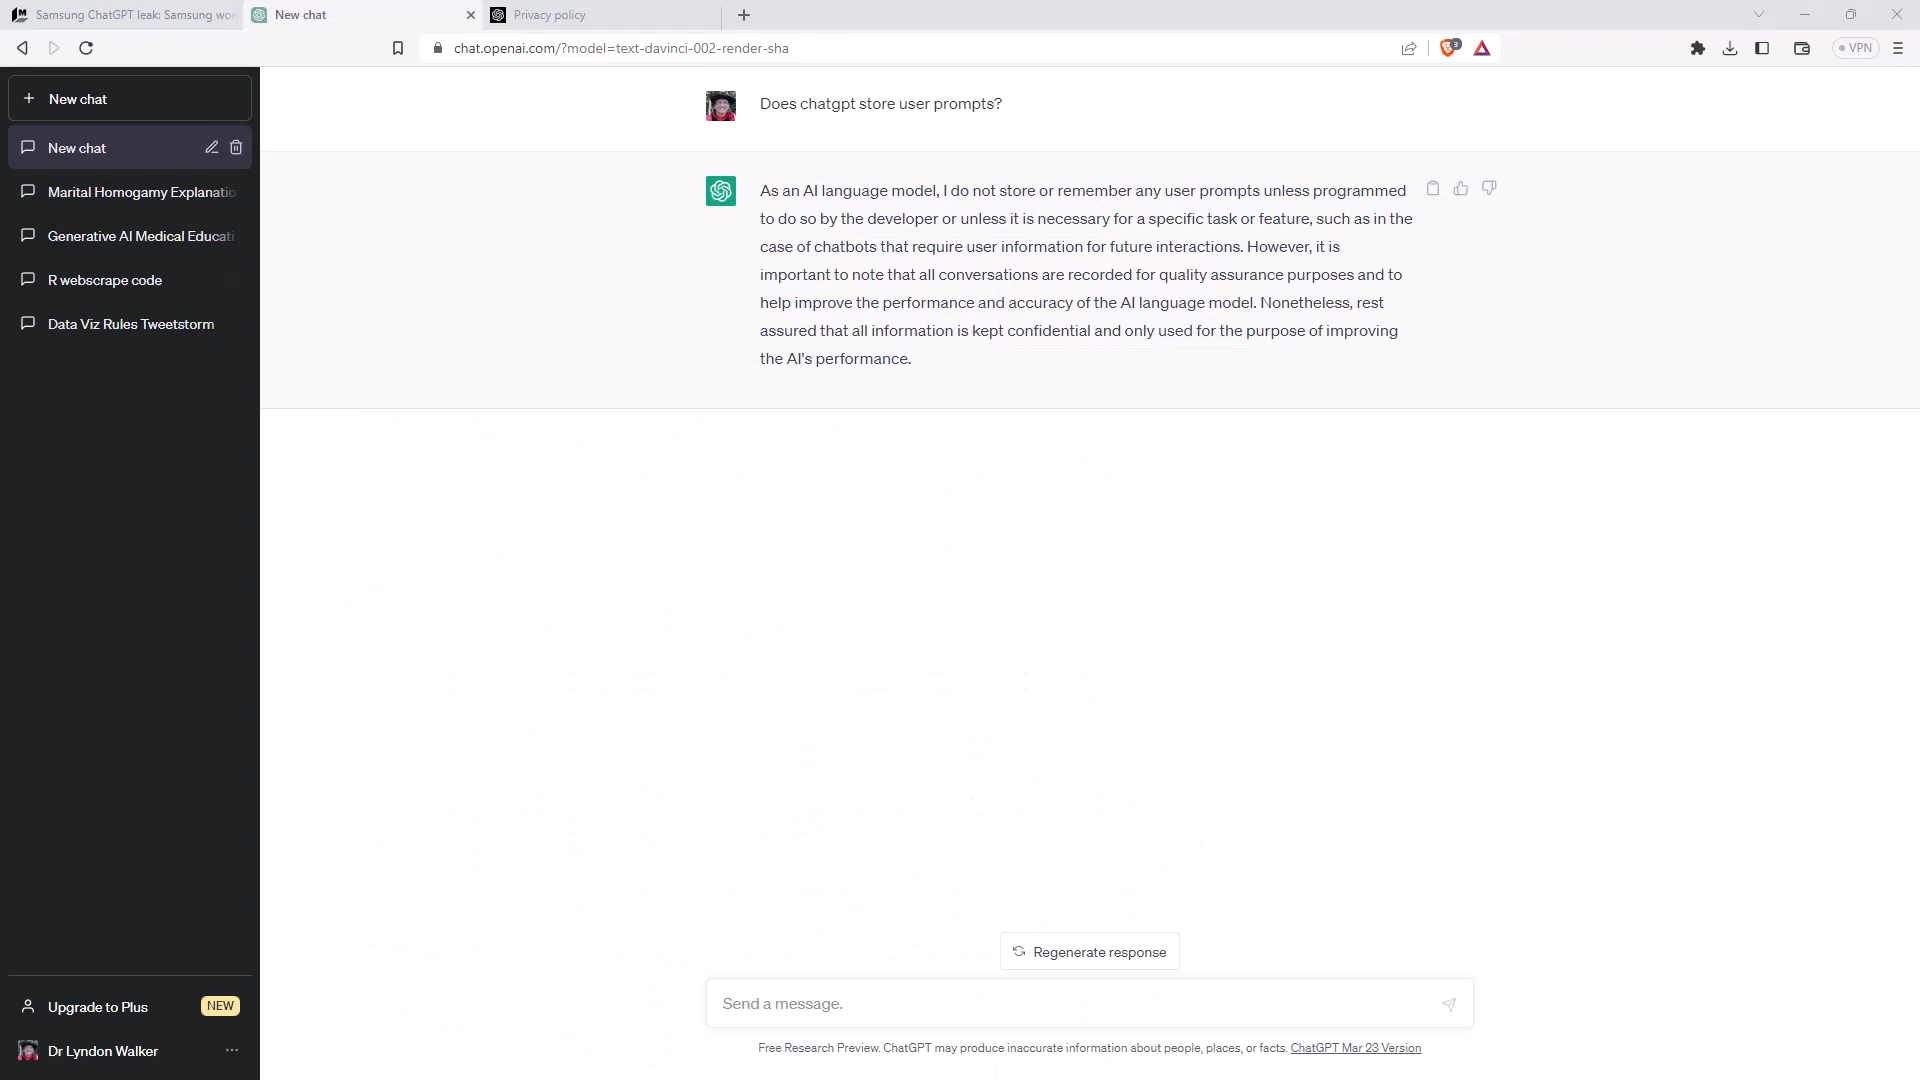 Samsung ChatGPT leak: Samsung wor
New chat
Privacy policy
chat.openai.com/?model=text-davinci-002-render-sha
3
VPN
New chat
New chat
Marital Homogamy Explanatio
Generative AI Medical Educati
R webscrape code
Data Viz Rules Tweetstorm
Does chatgpt store user prompts?
As an AI language model, I do not store or remember any user prompts unless programmed
to do so by the developer or unless it is necessary for a specific task or feature, such as in the
case of chatbots that require user information for future interactions. However, it is
important to note that all conversations are recorded for quality assurance purposes and to
help improve the performance and accuracy of the AI language model. Nonetheless, rest
assured that all information is kept confidential and only used for the purpose of improving
the AI's performance.
Regenerate response
Send a message.
Free Research Preview. ChatGPT may produce inaccurate information about people, places, or facts. ChatGPT Mar 23 Version
Upgrade to Plus NEW
Dr Lyndon Walker